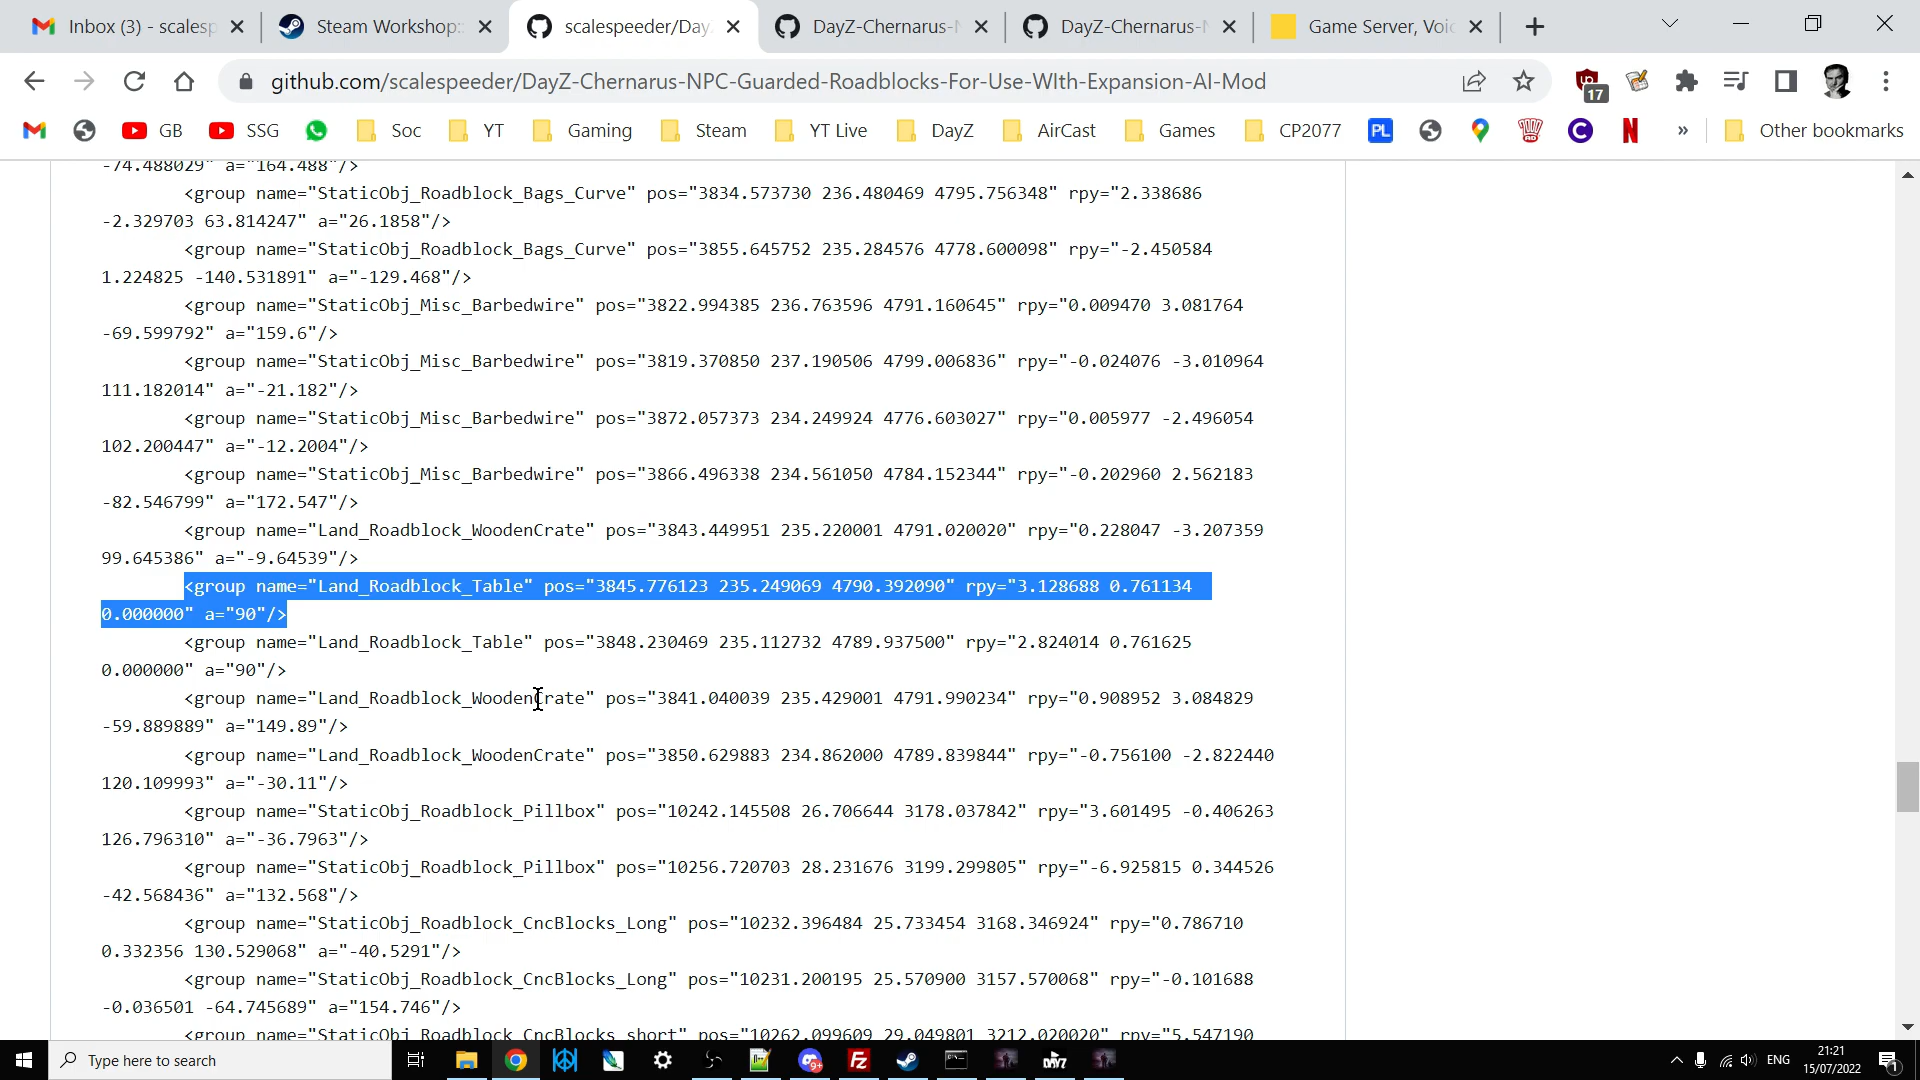 Inbox (3) - scalesp
Steam Workshop::
scalespeeder/Day
DayZ-Chernarus-N
DayZ-Chernarus-N
Game Server, Voic
github.com/scalespeeder/DayZ-Chernarus-NPC-Guarded-Roadblocks-For-Use-WIth-Expansion-AI-Mod
17
GB
SSG
Soc
YT
Gaming
Steam
YT Live
DayZ
AirCast
Games
CP2077
PL
»
Other bookmarks
-74.488029" a="164.488"/>
<group name="StaticObj_Roadblock_Bags_Curve" pos="3834.573730 236.480469 4795.756348" rpy="2.338686
-2.329703 63.814247" a="26.1858"/>
<group name="StaticObj_Roadblock_Bags_Curve" pos="3855.645752 235.284576 4778.600098" rpy="-2.450584
1.224825 -140.531891" a="-129.468"/>
<group name="StaticObj_Misc_Barbedwire" pos="3822.994385 236.763596 4791.160645" rpy="0.009470 3.081764
-69.599792" a="159.6"/>
<group name="StaticObj_Misc_Barbedwire" pos="3819.370850 237.190506 4799.006836" rpy="-0.024076 -3.010964
111.182014" a="-21.182"/>
<group name="StaticObj_Misc_Barbedwire" pos="3872.057373 234.249924 4776.603027" rpy="0.005977 -2.496054
102.200447" a="-12.2004"/>
<group name="StaticObj_Misc_Barbedwire" pos="3866.496338 234.561050 4784.152344" rpy="-0.202960 2.562183
-82.546799" a="172.547"/>
<group name="Land_Roadblock_WoodenCrate" pos="3843.449951 235.220001 4791.020020" rpy="0.228047 -3.207359
99.645386" a="-9.64539"/>
<group name="Land_Roadblock_Table" pos="3845.776123 235.249069 4790.392090" rpy="3.128688 0.761134
0.000000" a="90"/>
<group name="Land_Roadblock_Table" pos="3848.230469 235.112732 4789.937500" rpy="2.824014 0.761625
0.000000" a="90"/>
<group name="Land_Roadblock_WoodenCrate" pos="3841.040039 235.429001 4791.990234" rpy="0.908952 3.084829
-59.889889" a="149.89"/>
<group name="Land_Roadblock_WoodenCrate" pos="3850.629883 234.862000 4789.839844" rpy="-0.756100 -2.822440
120.109993" a="-30.11"/>
<group name="StaticObj_Roadblock_Pillbox" pos="10242.145508 26.706644 3178.037842" rpy="3.601495 -0.406263
126.796310" a="-36.7963"/>
<group name="StaticObj_Roadblock_Pillbox" pos="10256.720703 28.231676 3199.299805" rpy="-6.925815 0.344526
-42.568436" a="132.568"/>
<group name="StaticObj_Roadblock_CncBlocks_Long" pos="10232.396484 25.733454 3168.346924" rpy="0.786710
0.332356 130.529068" a="-40.5291"/>
<group name="StaticObj_Roadblock_CncBlocks_Long" pos="10231.200195 25.570900 3157.570068" rpy="-0.101688
-0.036501 -64.745689" a="154.746"/>
<group name="StaticObj_Roadblock_CncBlocks_short" pos="10262.099609 29.049801 3212.020020" rpy="5.547190
Type here to search
ENG
21:21
15/07/2022